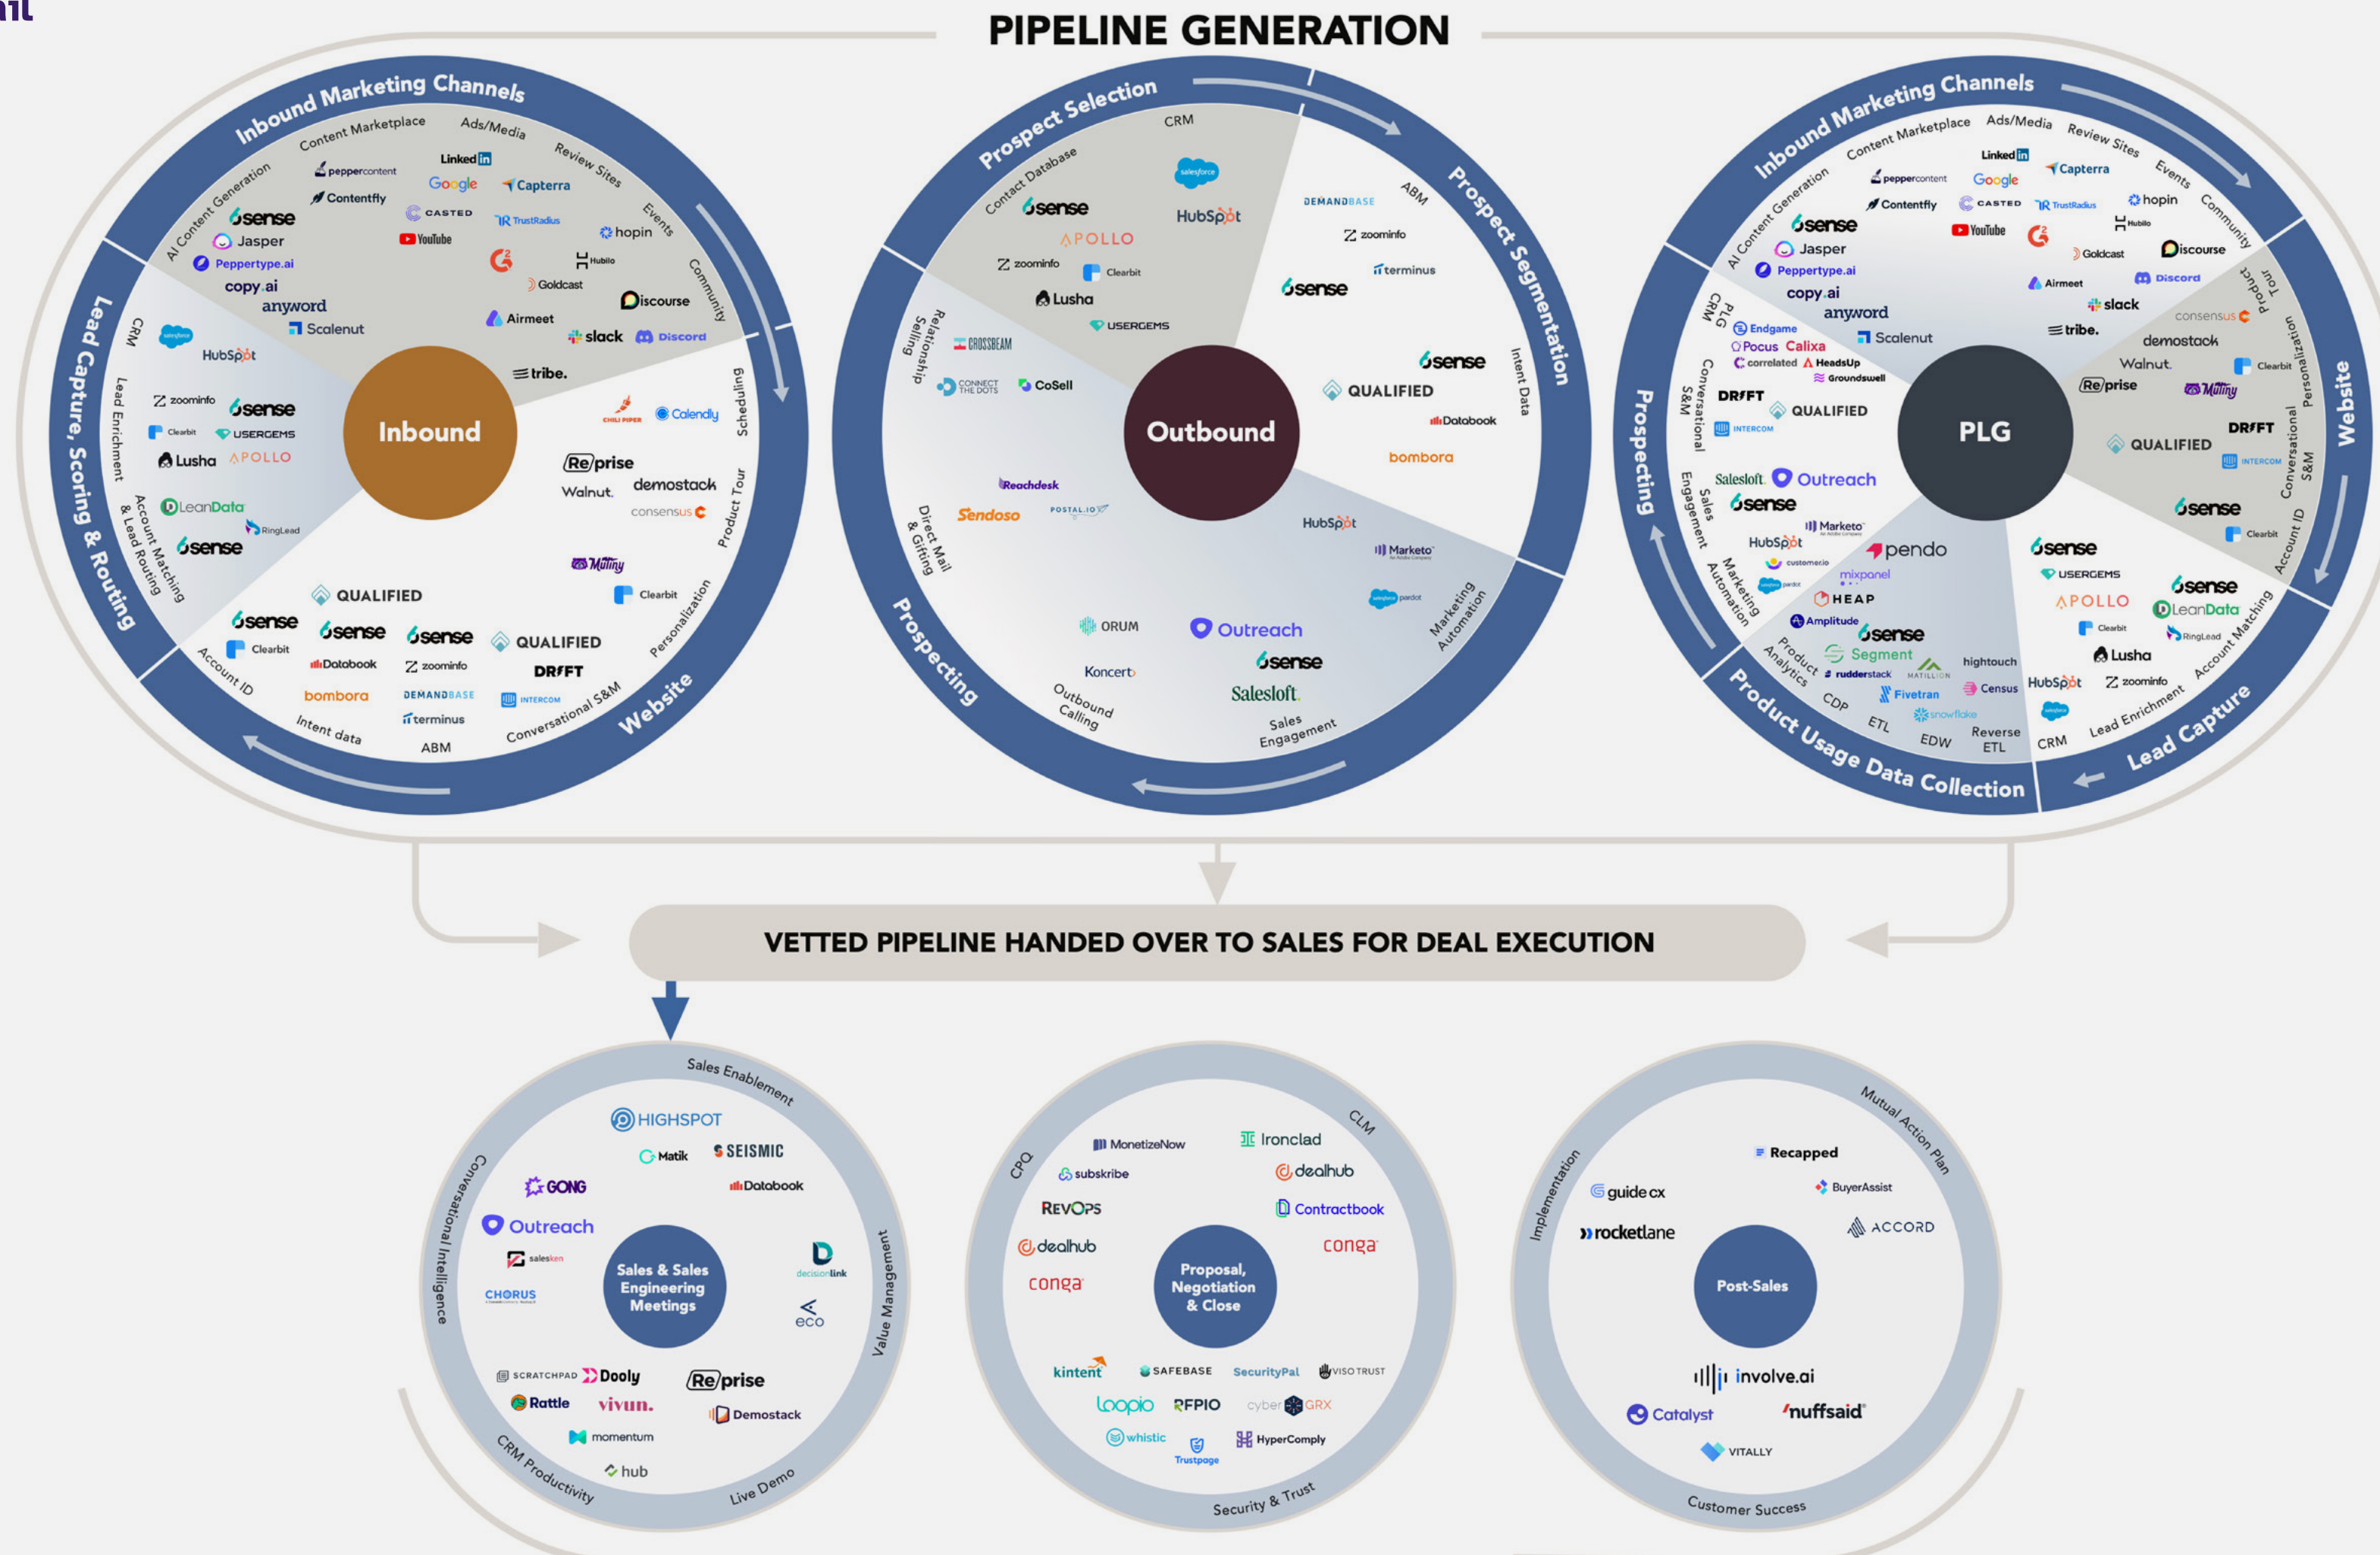 PIPELINE GENERATION
Inbound Marketing Channels
AI Content Generation
Content Marketplace
Ads/Media
Review Sites
Events
Community
peppercontent
Contentfly
6sense
Jasper
Peppertype.ai
copy.ai
anyword
Scalenut
Linked in
Google
CASTED
YouTube
Capterra
TrustRadius
G2
hopin
Hubilo
Goldcast
Airmeet
Discourse
slack
Discord
tribe.
Inbound
Lead Capture, Scoring & Routing
CRM
salesforce
HubSpot
Lead Enrichment
zoominfo
6sense
Clearbit
USERGEMS
Lusha
APOLLO
Account Matching
& Lead Routing
LeanData
RingLead
6sense
Website
Scheduling
CHILI PIPER
Calendly
Product Tour
Reprise
Walnut.
demostack
consensus
Personalization
Mutiny
Clearbit
Conversational S&M
QUALIFIED
DRIFT
INTERCOM
ABM
6sense
zoominfo
DEMANDBASE
terminus
Intent data
QUALIFIED
6sense
Databook
bombora
Account ID
6sense
Clearbit
Prospect Selection
Contact Database
CRM
6sense
APOLLO
zoominfo
Clearbit
Lusha
USERGEMS
salesforce
HubSpot
Prospect Segmentation
ABM
DEMANDBASE
zoominfo
terminus
6sense
Intent Data
6sense
QUALIFIED
Databook
bombora
Outbound
Prospecting
Relationship
Selling
CROSSBEAM
CONNECT
THE DOTS
CoSell
Direct Mail
& Gifting
Reachdesk
Sendoso
POSTAL.IO
Outbound
Calling
ORUM
Koncert
Sales
Engagement
Outreach
6sense
Salesloft.
Marketing
Automation
HubSpot
Marketo
salesforce pardot
Inbound Marketing Channels
AI Content Generation
Content Marketplace
Ads/Media
Review Sites
Events
Community
peppercontent
Contentfly
6sense
Jasper
Peppertype.ai
copy.ai
anyword
Scalenut
Linked in
Google
CASTED
YouTube
Capterra
TrustRadius
G2
hopin
Hubilo
Goldcast
Airmeet
Discourse
Discord
slack
tribe.
PLG
Website
Product
Tour
consensus
demostack
Walnut.
Reprise
Personalization
Clearbit
Mutiny
Conversational
S&M
DRIFT
QUALIFIED
INTERCOM
Account ID
6sense
Clearbit
Lead Capture
Account Matching
6sense
LeanData
RingLead
Lead Enrichment
6sense
USERGEMS
APOLLO
Clearbit
Lusha
zoominfo
CRM
HubSpot
salesforce
Product Usage Data Collection
Product
Analytics
pendo
mixpanel
HEAP
Amplitude
CDP
6sense
Segment
rudderstack
ETL
MATILLION
Fivetran
EDW
snowflake
Reverse
ETL
hightouch
Census
Prospecting
PLG
CRM
Endgame
Pocus
Calixa
correlated
HeadsUp
Groundswell
Conversational
S&M
DRIFT
QUALIFIED
INTERCOM
Sales
Engagement
Salesloft.
Outreach
6sense
Marketing
Automation
Marketo
HubSpot
customer.io
salesforce pardot
VETTED PIPELINE HANDED OVER TO SALES FOR DEAL EXECUTION
Sales Enablement
HIGHSPOT
Matik
SEISMIC
Databook
Conversational Intelligence
GONG
Outreach
salesken
CHORUS
Sales & Sales
Engineering
Meetings
Value Management
decisionlink
eco
CRM Productivity
SCRATCHPAD
Dooly
Rattle
vivun.
momentum
hub
Live Demo
Reprise
Demostack
CPQ
MonetizeNow
subskribe
REVOPS
dealhub
conga
CLM
Ironclad
dealhub
Contractbook
conga
Proposal,
Negotiation
& Close
Security & Trust
kintent
SAFEBASE
SecurityPal
VISO TRUST
loopio
RFPIO
cyber GRX
whistic
Trustpage
HyperComply
Implementation
guide cx
rocketlane
Mutual Action Plan
Recapped
BuyerAssist
ACCORD
Post-Sales
Customer Success
involve.ai
Catalyst
'nuffsaid
VITALLY